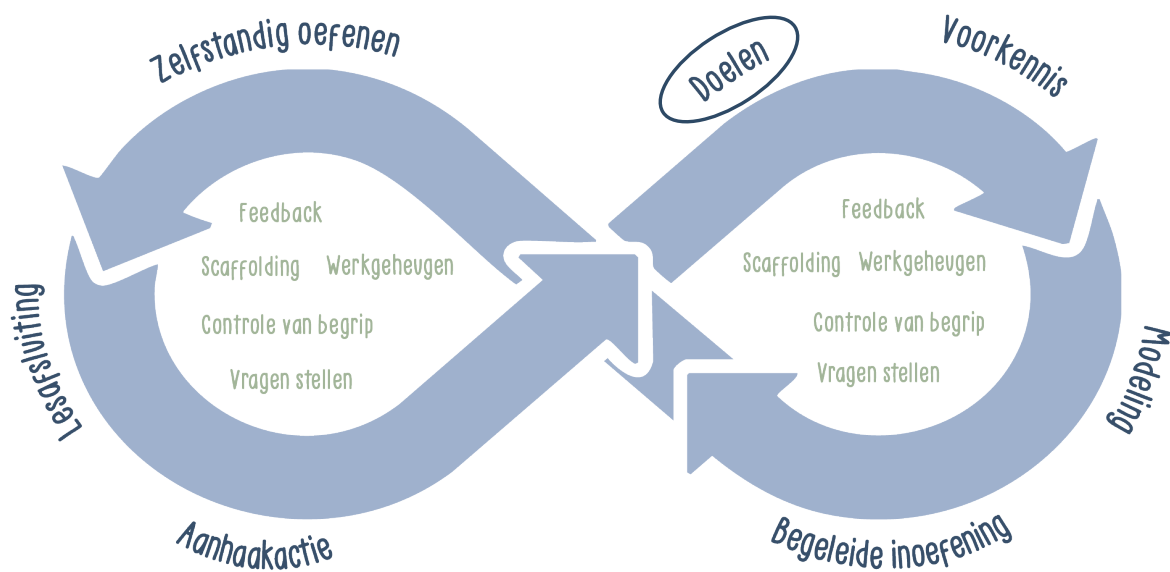 Zelfstandig oefenen
Doelen
Voorkennis
Feedback
Scaffolding Werkgeheugen
Controle van begrip
Vragen stellen
Feedback
Scaffolding Werkgeheugen
Controle van begrip
Vragen stellen
Lesafsluiting
Modeling
Aanhaakactie
Begeleide inoefening